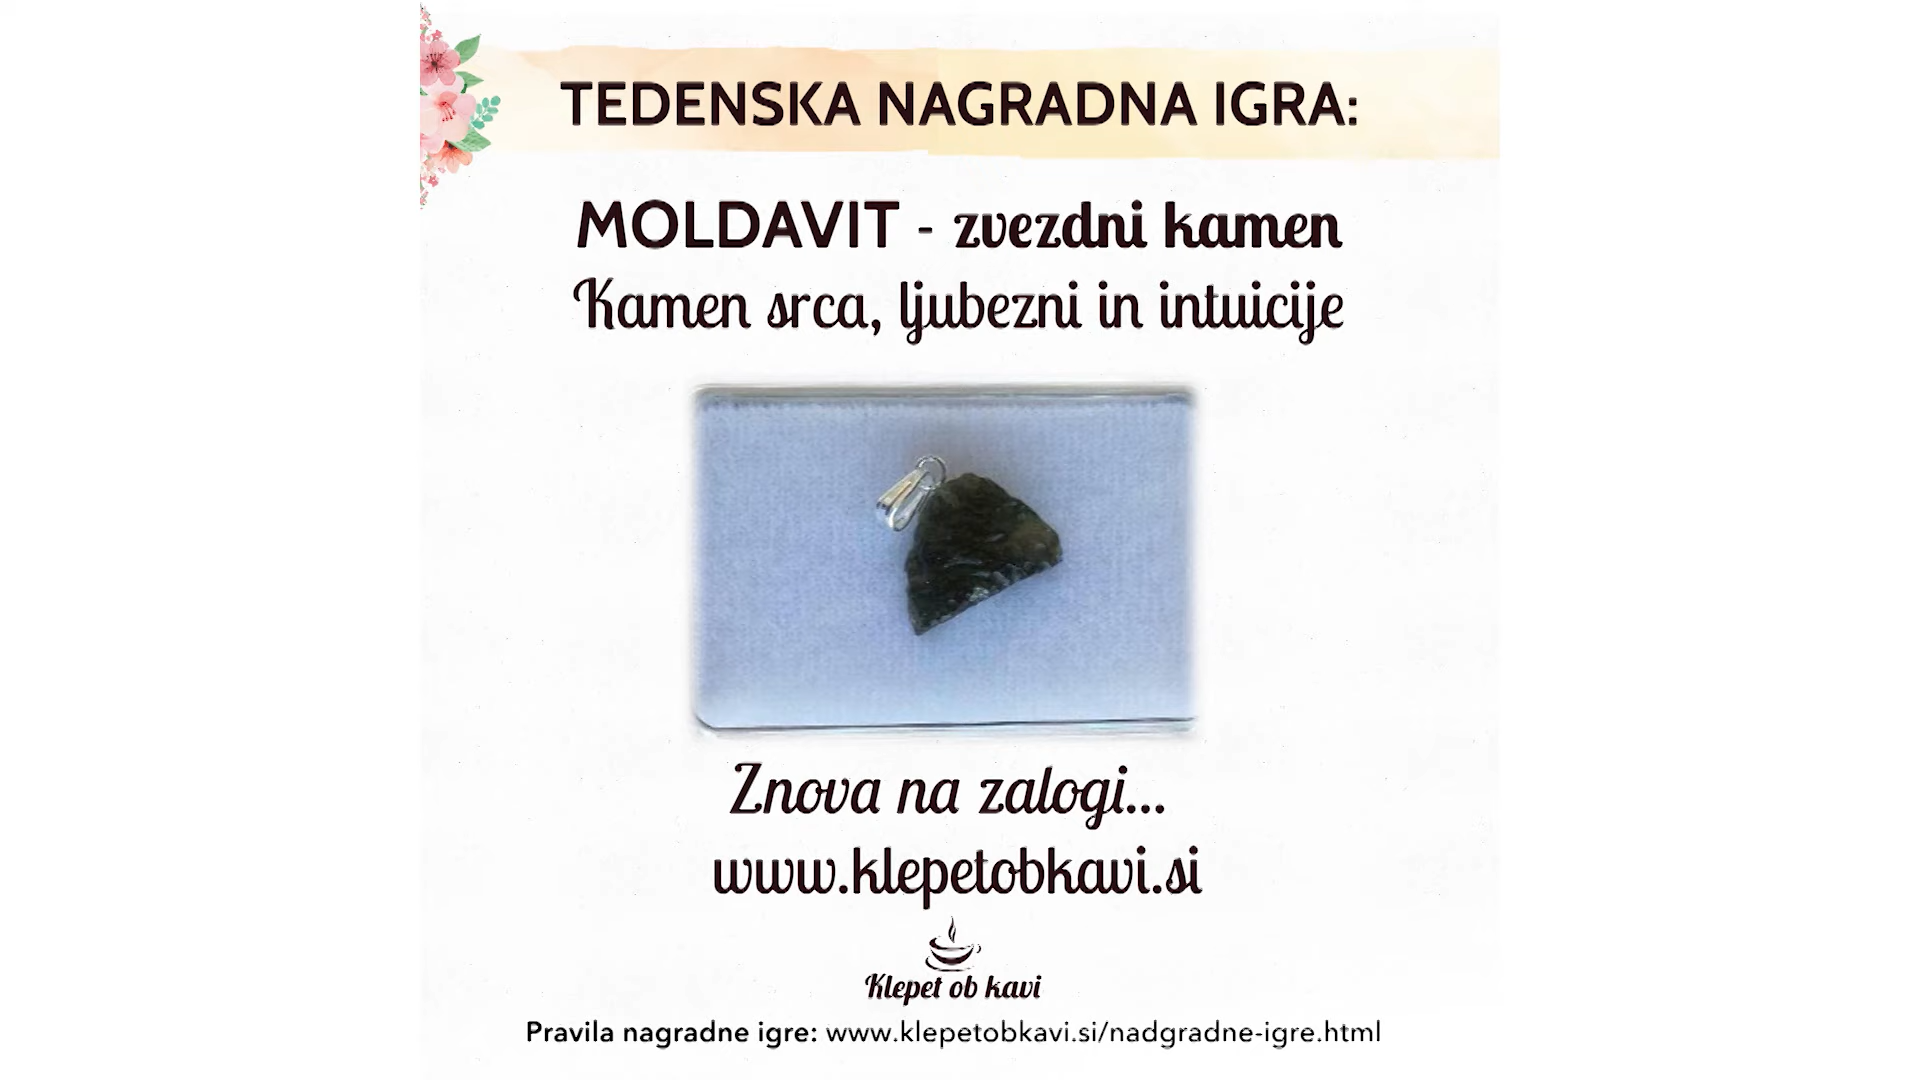 TEDENSKA NAGRADNA IGRA:
MOLDAVIT - zvezdni kamen
Kamen srca, ljubezni in intuicije
Znova na zalogi...
www.klepetobkavi.si
Klepet ob kavi
Pravila nagradne igre: www.klepetobkavi.si/nadgradne-igre.html